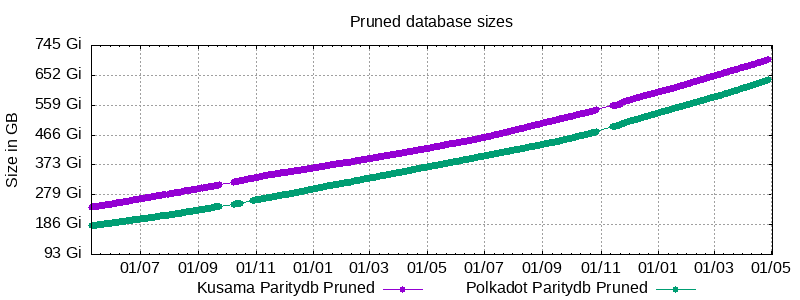 Pruned database sizes
Size in GB
745 Gi
652 Gi
559 Gi
466 Gi
373 Gi
279 Gi
186 Gi
93 Gi
01/07 01/09 01/11 01/01 01/03 01/05 01/07 01/09 01/11 01/01 01/03 01/05
Kusama Paritydb Pruned Polkadot Paritydb Pruned